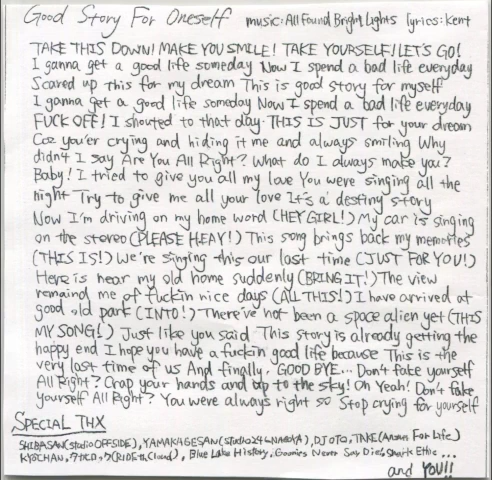 Good Story For Oneself music: All Found Bright Lights lyrics: Kent
TAKE THIS DOWN! MAKE YOU SMILE! TAKE YOURSELF! LET'S GO!
I ganna get a good life someday Now I spend a bad life everyday
Scared up this for my dream This is good story for myself
I ganna get a good life someday Now I spend a bad life everyday
FUCK OFF! I shouted to that day. THIS IS JUST for your dream
Coz you'er crying and hiding it me and always smiling Why
didn't I say Are You All Right? What do I always make you?
Baby! I tried to give you all my love You were singing all the
night Try to give me all your love It's a destiny story
Now I'm driving on my home word (HEY GIRL!) My car is singing
on the stereo (PLEASE HEAY!) This song brings back my memories
(THIS IS!) We're singing this our last time (JUST FOR YOU!)
Here is near my old home suddenly (BRING IT!) The view
remaind me of fuckin nice days (ALL THIS!) I have arrived at
good old park (INTO!) There've not been a space alien yet (THIS
MY SONG!) Just like you said This story is already getting the
happy end I hope you have a fuckin good life because This is the
very last time of us And finally, GOOD BYE... Don't fake yourself
All Right? Crap your hands and to the sky! Oh Yeah! Don't fake
yourself All Right? You were always right so Stop crying for yourself
SPECIAL THX
SHIBASAN (studio OFFSIDE), YAMAKAGESAN (studio 246 NAGOYA), DJ OTO, TAKE (Answer For Life)
KYOCHAN, (RIDEth Cloud), Blue Lake History, Goonies Never Say Die, Ethic ...
and YOU!!